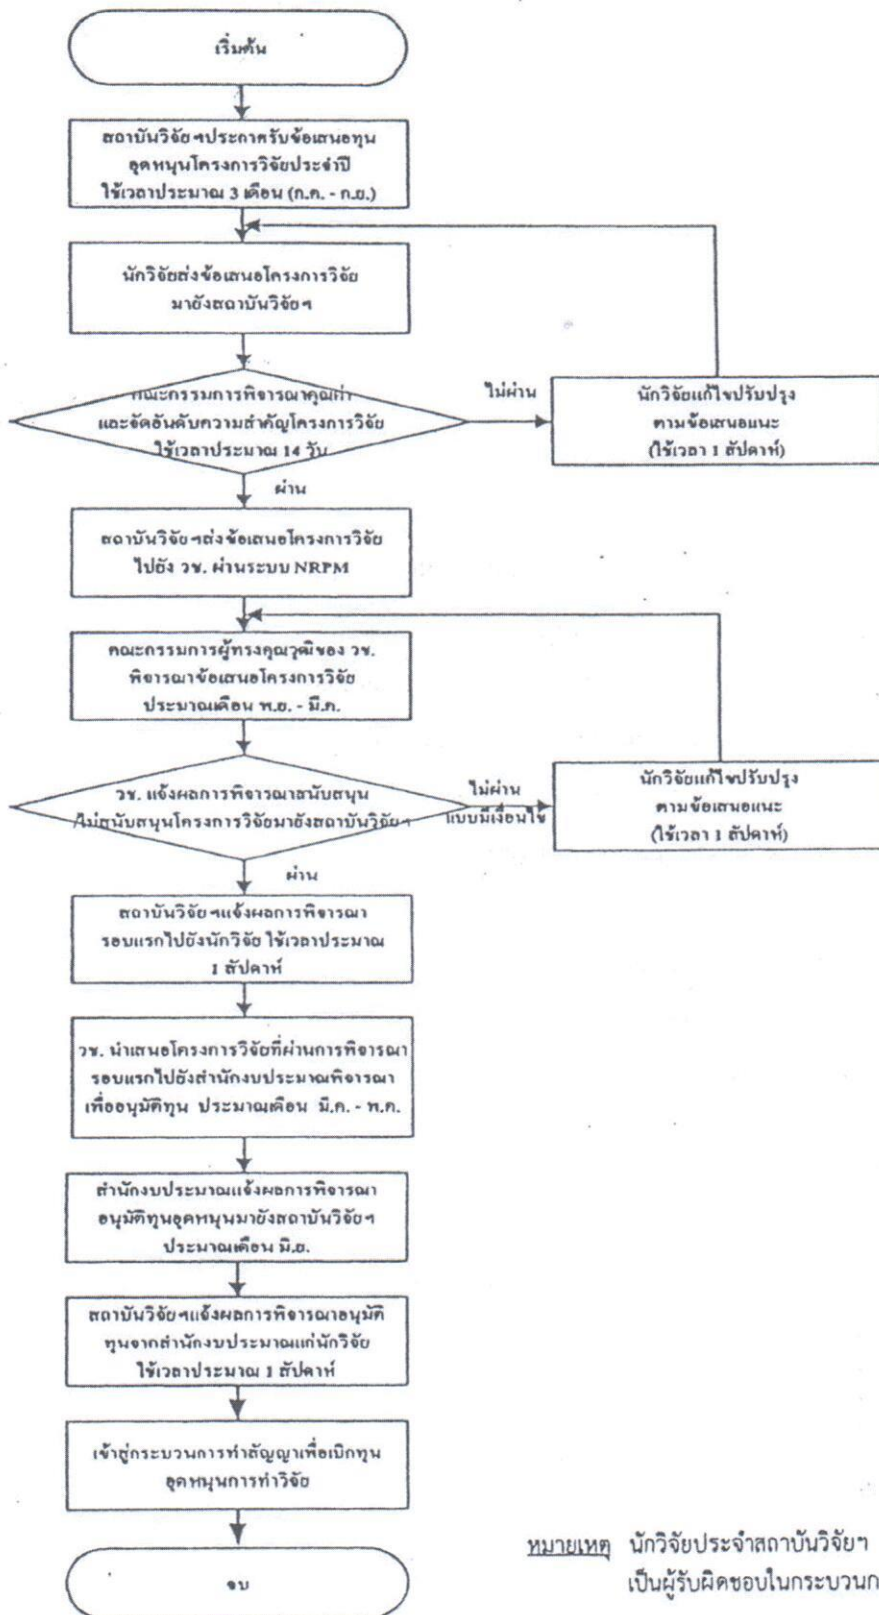 เริ่มต้น
สถาบันวิจัยฯประกาศรับข้อเสนอทุน
อุดหนุนโครงการวิจัยประจำปี
ใช้เวลาประมาณ 3 เดือน (ก.ค. - ก.ย.)
นักวิจัยส่งข้อเสนอโครงการวิจัย
มายังสถาบันวิจัยฯ
คณะกรรมการพิจารณาคุณค่า
และจัดอันดับความสำคัญโครงการวิจัย
ใช้เวลาประมาณ 14 วัน
ไม่ผ่าน
นักวิจัยแก้ไขปรับปรุง
ตามข้อเสนอแนะ
(ใช้เวลา 1 สัปดาห์)
ผ่าน
สถาบันวิจัยฯส่งข้อเสนอโครงการวิจัย
ไปยัง วช. ผ่านระบบ NRPM
คณะกรรมการผู้ทรงคุณวุฒิของ วช.
พิจารณาข้อเสนอโครงการวิจัย
ประมาณเดือน พ.ย. - มี.ค.
วช. แจ้งผลการพิจารณาสนับสนุน
/ไม่สนับสนุนโครงการวิจัยมายังสถาบันวิจัยฯ
ไม่ผ่าน
แบบมีเงื่อนไข
นักวิจัยแก้ไขปรับปรุง
ตามข้อเสนอแนะ
(ใช้เวลา 1 สัปดาห์)
ผ่าน
สถาบันวิจัยฯแจ้งผลการพิจารณา
รอบแรกไปยังนักวิจัย ใช้เวลาประมาณ
1 สัปดาห์
วช. นำเสนอโครงการวิจัยที่ผ่านการพิจารณา
รอบแรกไปยังสำนักงบประมาณพิจารณา
เพื่ออนุมัติทุน ประมาณเดือน มี.ค. - พ.ค.
สำนักงบประมาณแจ้งผลการพิจารณา
อนุมัติทุนอุดหนุนมายังสถาบันวิจัยฯ
ประมาณเดือน มิ.ย.
สถาบันวิจัยฯแจ้งผลการพิจารณาอนุมัติ
ทุนจากสำนักงบประมาณแก่นักวิจัย
ใช้เวลาประมาณ 1 สัปดาห์
เข้าสู่กระบวนการทำสัญญาเพื่อเบิกทุน
อุดหนุนการทำวิจัย
จบ
หมายเหตุ นักวิจัยประจำสถาบันวิจัยฯ
เป็นผู้รับผิดชอบในกระบวนก